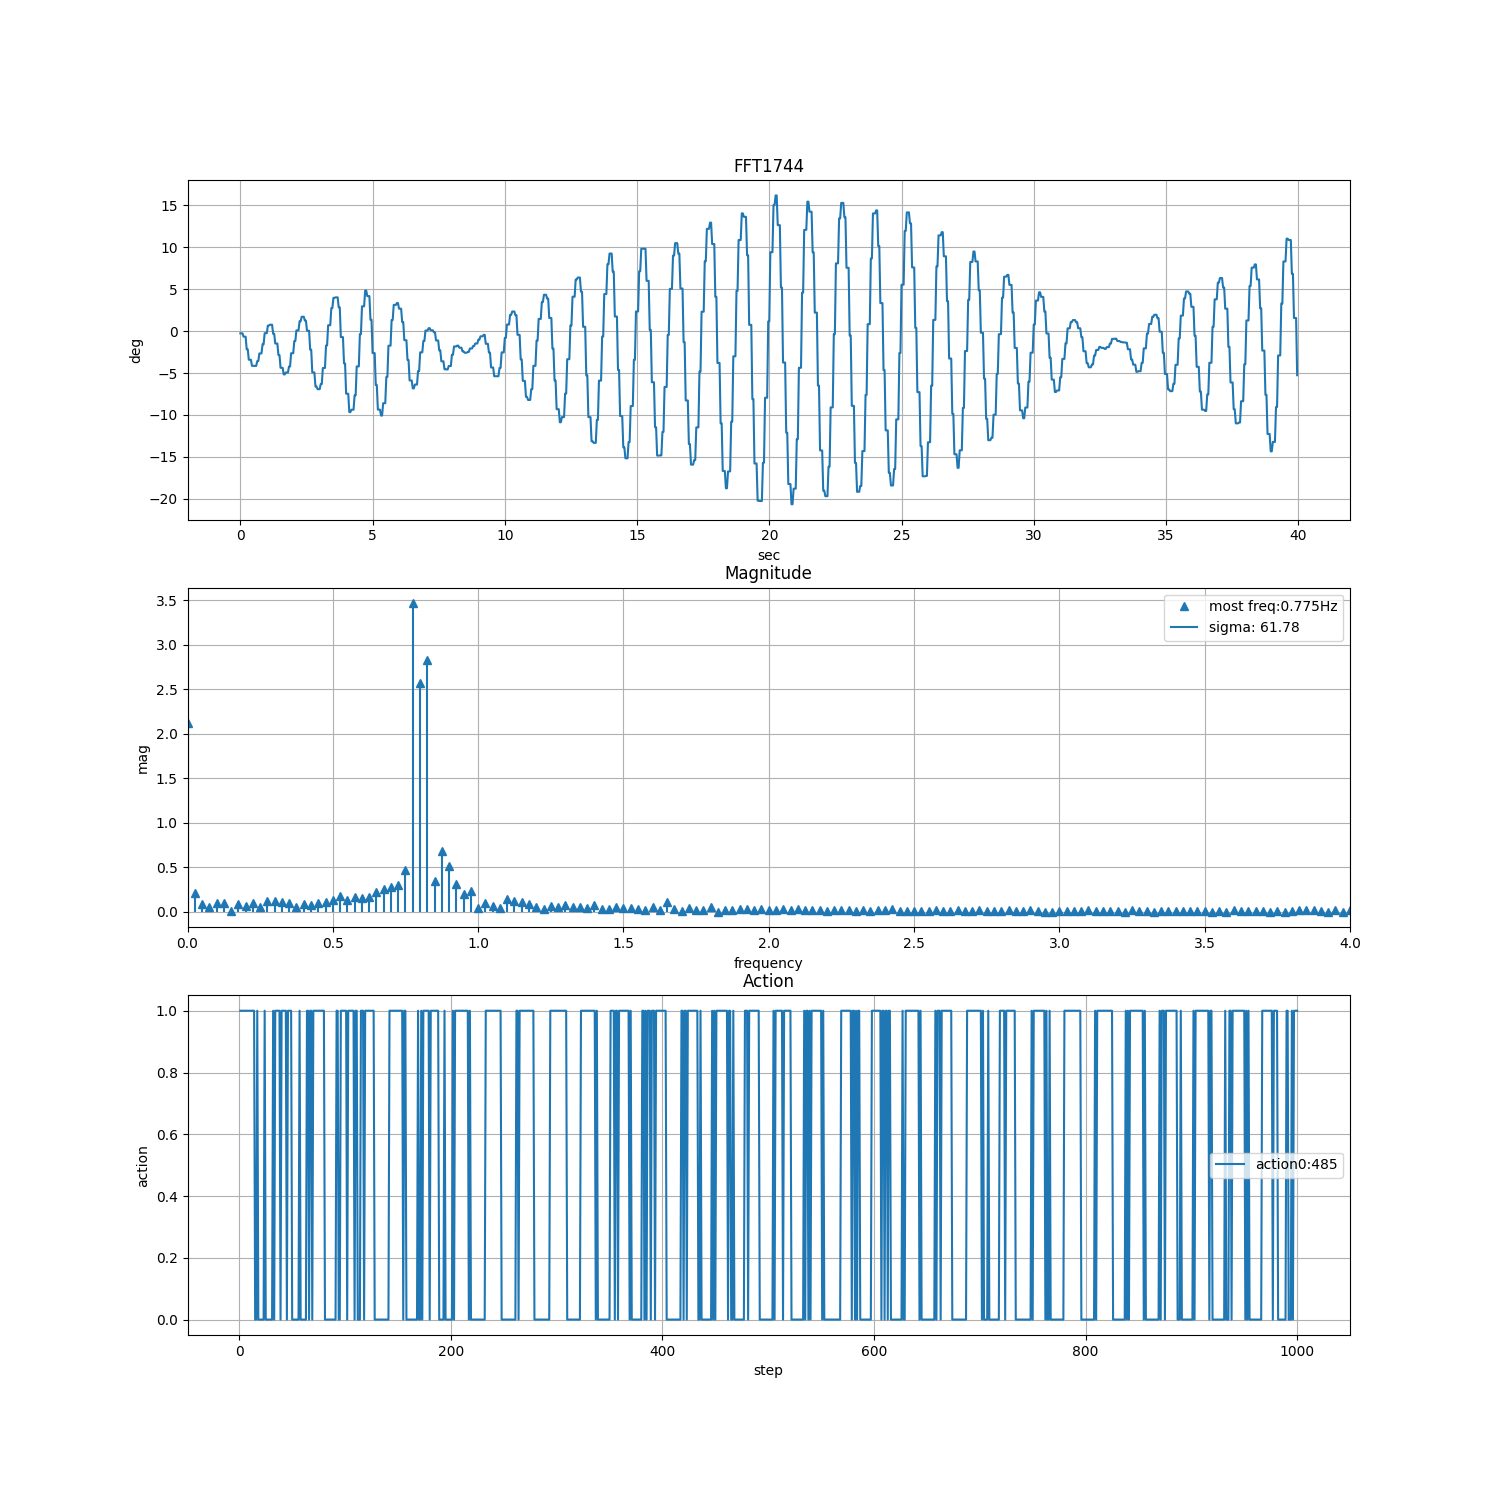 FFT1744
15
10
5
0
−5
−10
−15
−20
deg
0 5 10 15 20 25 30 35 40
sec
Magnitude
3.5
3.0
2.5
2.0
1.5
1.0
0.5
0.0
mag
most freq:0.775Hz
sigma: 61.78
0.0 0.5 1.0 1.5 2.0 2.5 3.0 3.5 4.0
frequency
Action
1.0
0.8
0.6
0.4
0.2
0.0
action
action0:485
0 200 400 600 800 1000
step